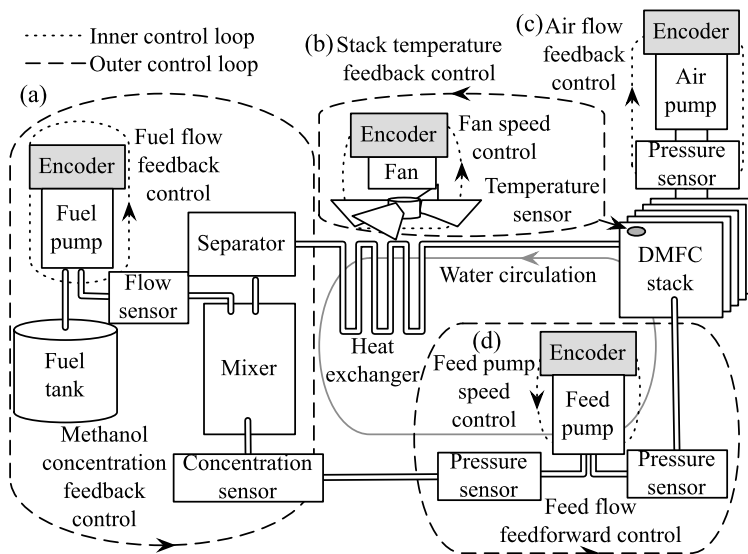 Inner control loop
Outer control loop
(a)
Fuel flow
feedback
control
Encoder
Fuel
pump
Flow
sensor
Fuel
tank
Separator
Mixer
Methanol
concentration
feedback
control
Concentration
sensor
(b)
Stack temperature
feedback control
Encoder
Fan
Fan speed
control
Temperature
sensor
Heat
exchanger
Water circulation
(c)
Air flow
feedback
control
Encoder
Air
pump
Pressure
sensor
DMFC
stack
(d)
Encoder
Feed pump
speed
control
Feed
pump
Pressure
sensor
Pressure
sensor
Feed flow
feedforward control